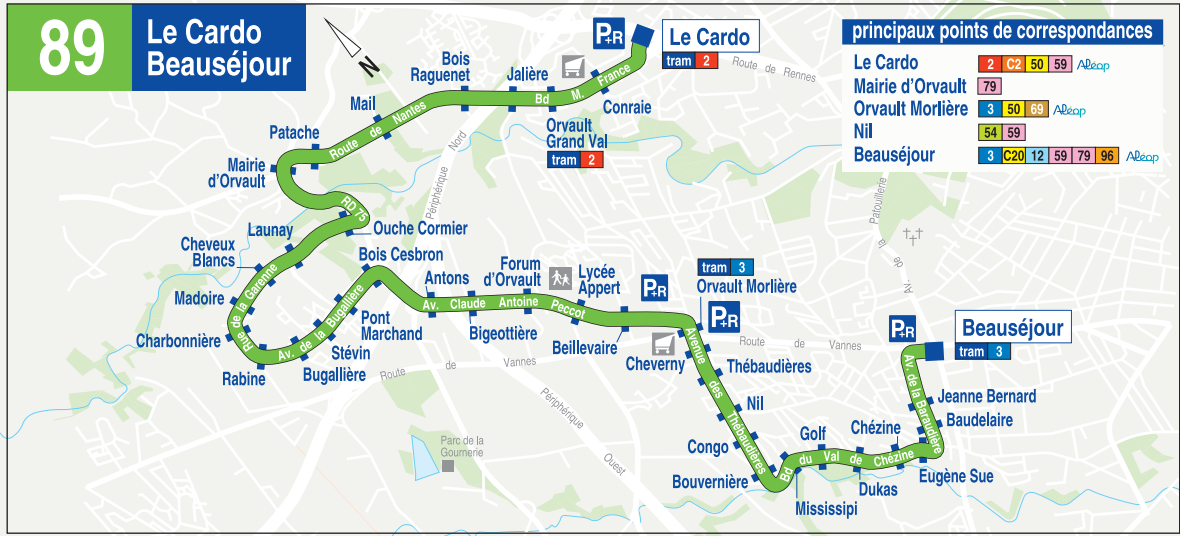 89
Le Cardo
Beauséjour
N
P+R
Le Cardo
tram 2
Route de Rennes
principaux points de correspondances
Le Cardo 2 C2 50 59 Aléop
Mairie d'Orvault 79
Orvault Morlière 3 50 69 Aléop
Nil 54 59
Beauséjour 3 C20 12 59 79 96 Aléop
Bois
Raguenet
Jalière
Bd M. France
Conraie
Mail
Route de Nantes
Orvault
Grand Val
tram 2
Patache
Mairie
d'Orvault
Périphérique Nord
RD 75
Ouche Cormier
Launay
Cheveux
Blancs
Bois Cesbron
Madoire
Rue de la Garenne
Charbonnière
Rabine
Av. de la Bugallière
Stévin
Bugallière
Pont
Marchand
Antons
Av. Claude Antoine Peccot
Bigeottière
Forum
d'Orvault
Lycée
Appert
Beillevaire
P+R
tram 3
Orvault Morlière
P+R
Cheverny
Route de Vannes
Route de Vannes
Périphérique Ouest
Parc de la
Gournerie
Avenue des Thébaudières
Thébaudières
Nil
Congo
Bouvernière
Bd du Val de Chézine
Mississipi
Golf
Dukas
Chézine
Eugène Sue
Av. de la Baraudière
Baudelaire
Jeanne Bernard
P+R
Beauséjour
tram 3
Av. de la Patouillerie